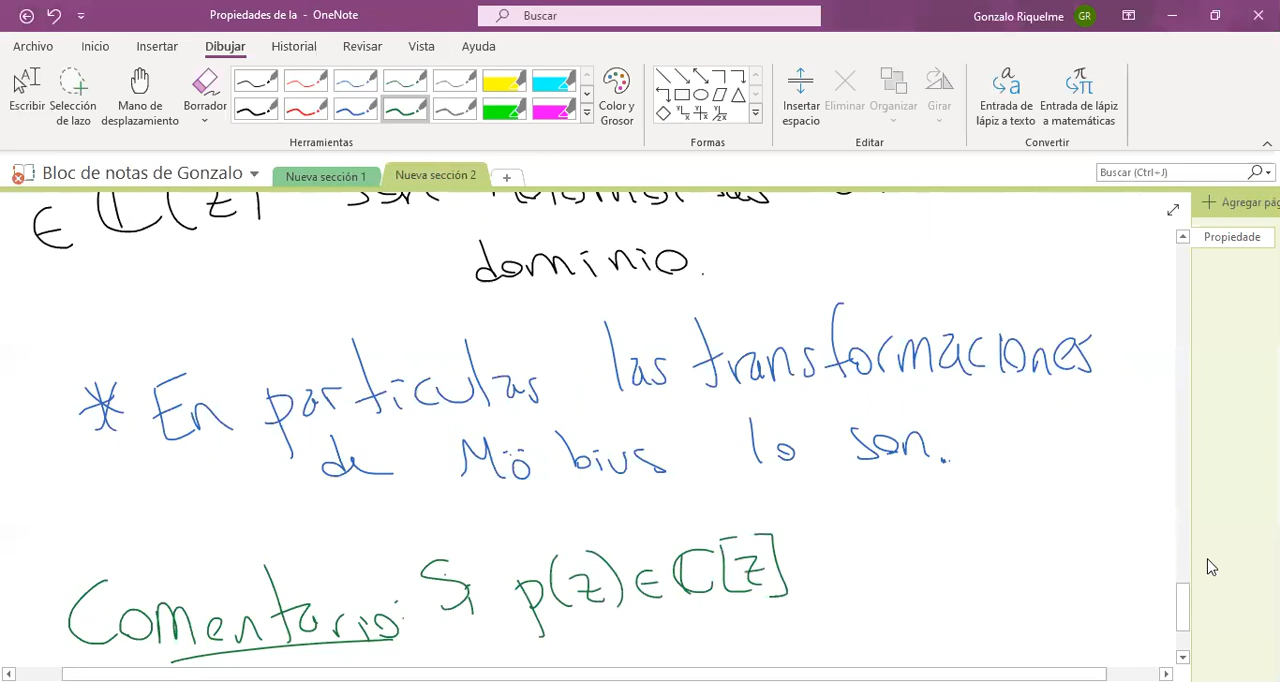 Propiedades de la - OneNote
Buscar
Gonzalo Riquelme
GR
Archivo Inicio Insertar Dibujar Historial Revisar Vista Ayuda
Escribir
Selección de lazo
Mano de desplazamiento
Borrador
Color y Grosor
Insertar espacio
Eliminar
Organizar
Girar
Entrada de lápiz a texto
Entrada de lápiz a matemáticas
Herramientas
Formas
Editar
Convertir
Bloc de notas de Gonzalo
Nueva sección 1
Nueva sección 2
Buscar (Ctrl+J)
Agregar pág
Propiedade
∈ ℂ(z) son
dominio.
* En particulas las transformaciones
de Möbius lo son.
Comentario: Si p(z) ∈ ℂ[z]